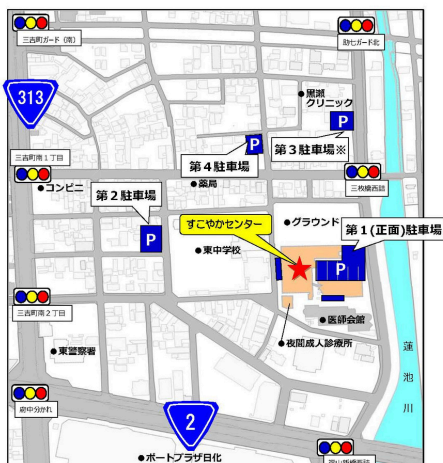 三吉町ガード(南)
助七ガード北
313
●黒瀬
クリニック
P
第3駐車場※
P
第4駐車場
三吉町南1丁目
三枚橋西詰
●コンビニ
●薬局
第2駐車場
P
すこやかセンター
●グラウンド
第1(正面)駐車場
P
●東中学校
三吉町南2丁目
●医師会館
●夜間成人診療所
●東警察署
蓮池川
府中分かれ
2
●ポートプラザ日化